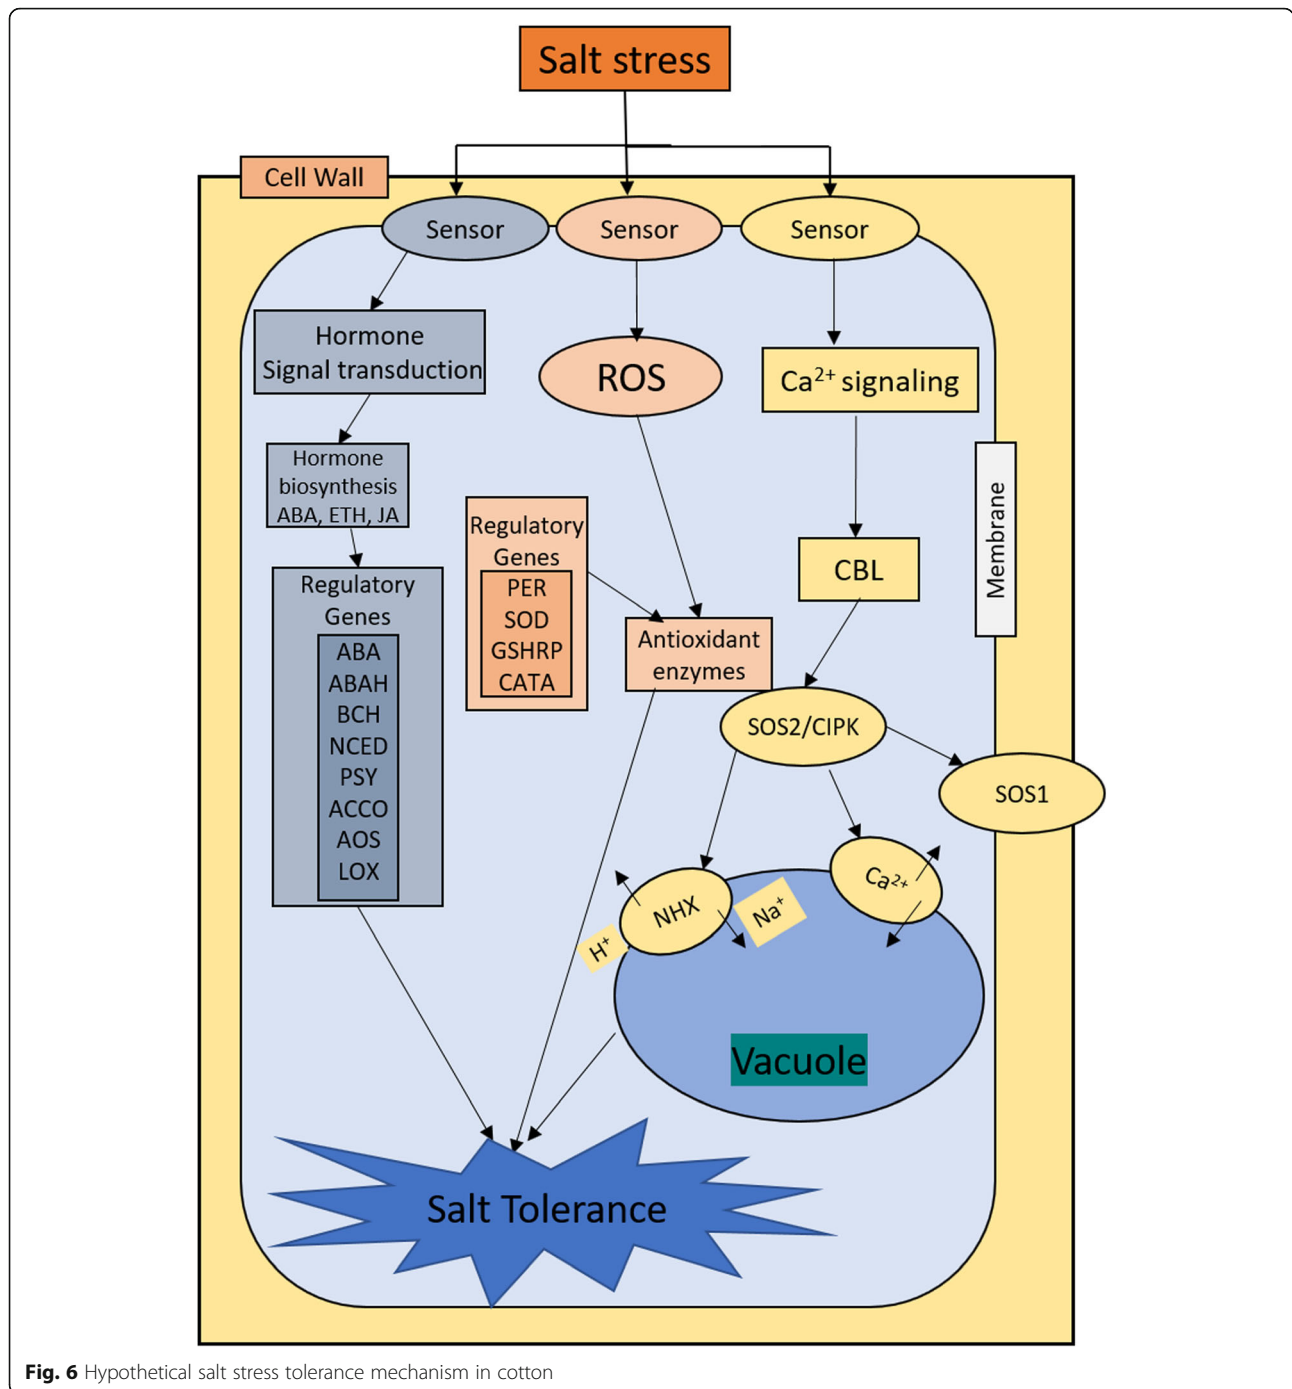 Salt stress
Cell Wall
Sensor
Sensor
Sensor
Hormone
Signal transduction
ROS
Ca²⁺ signaling
Hormone
biosynthesis
ABA, ETH, JA
Regulatory
Genes
PER
SOD
GSHRP
CATA
CBL
Membrane
Regulatory
Genes
ABA
ABAH
BCH
NCED
PSY
ACCO
AOS
LOX
Antioxidant
enzymes
SOS2/CIPK
SOS1
Ca²⁺
NHX
Na⁺
H⁺
Vacuole
Salt Tolerance
Fig. 6 Hypothetical salt stress tolerance mechanism in cotton